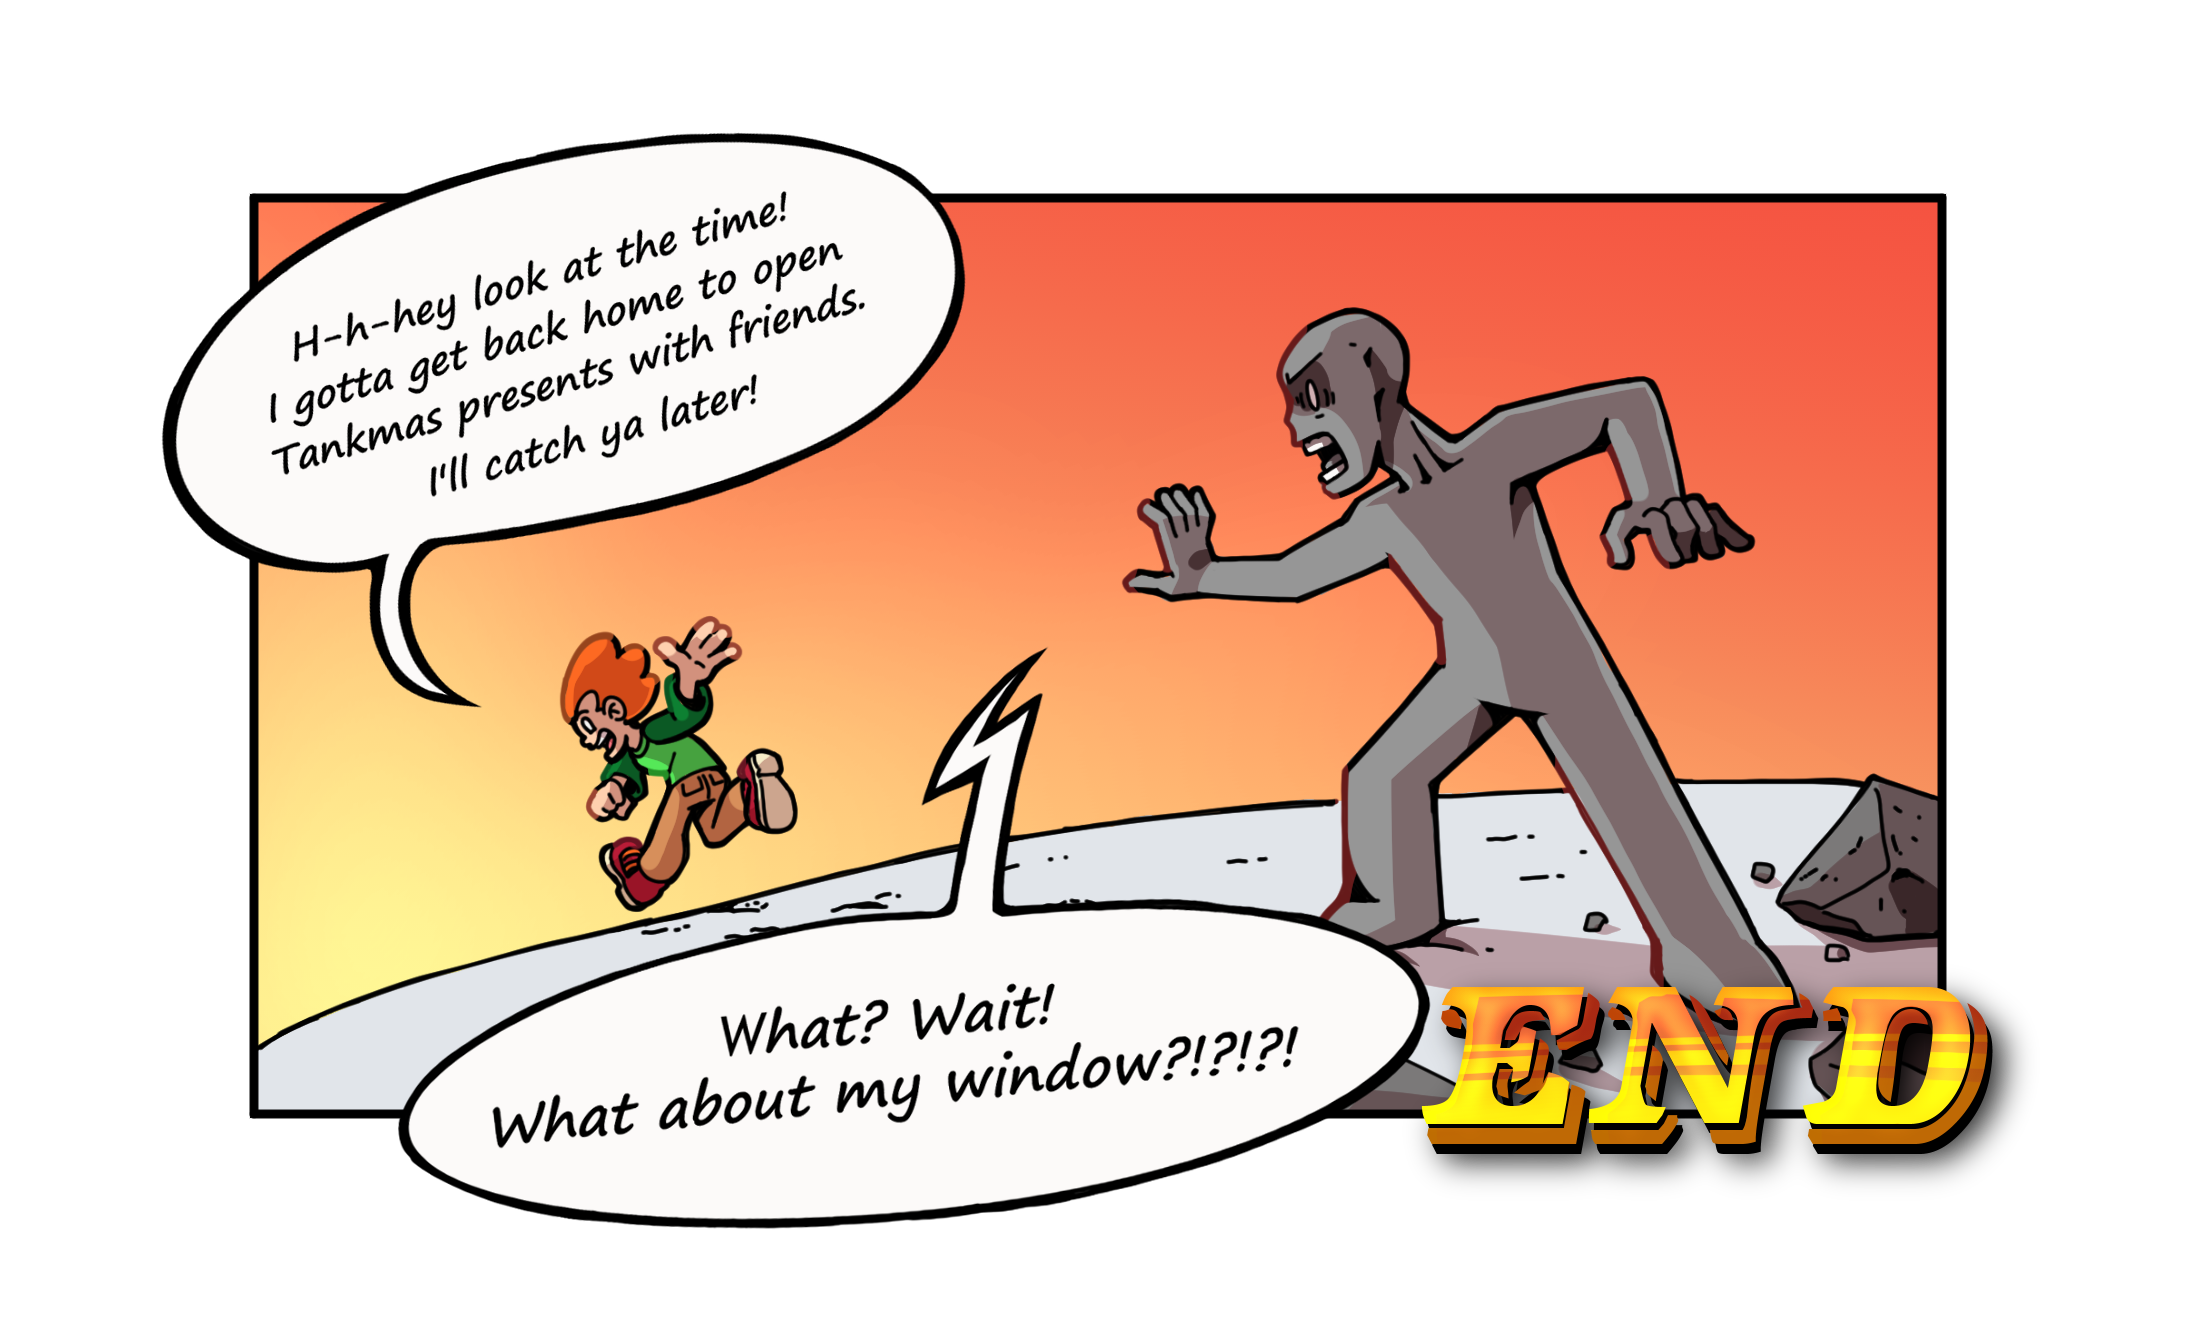 H-h-hey look at the time!
I gotta get back home to open
Tankmas presents with friends.
I'll catch ya later!
What? Wait!
What about my window?!?!?!
END